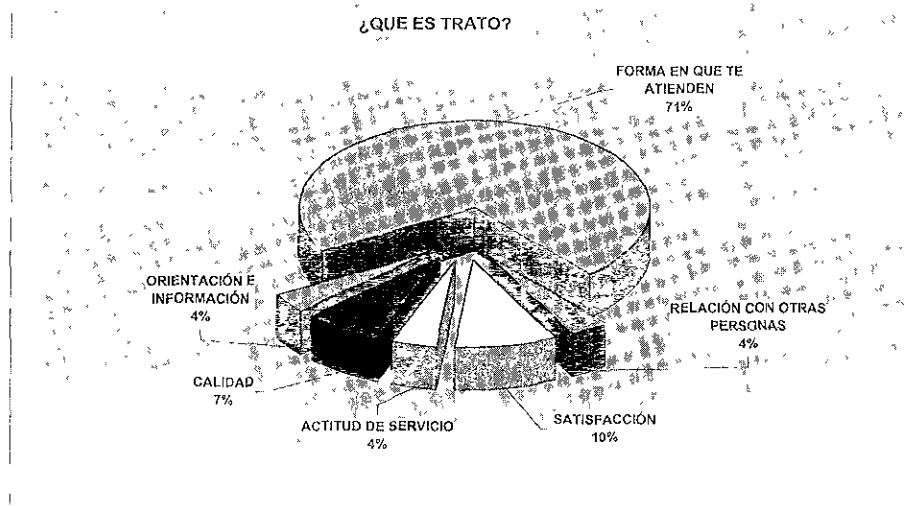 ¿QUE ES TRATO?
FORMA EN QUE TE
ATIENDEN
71%
ORIENTACIÓN E
INFORMACIÓN
4%
RELACIÓN CON OTRAS
PERSONAS
4%
CALIDAD
7%
ACTITUD DE SERVICIO
4%
SATISFACCIÓN
10%